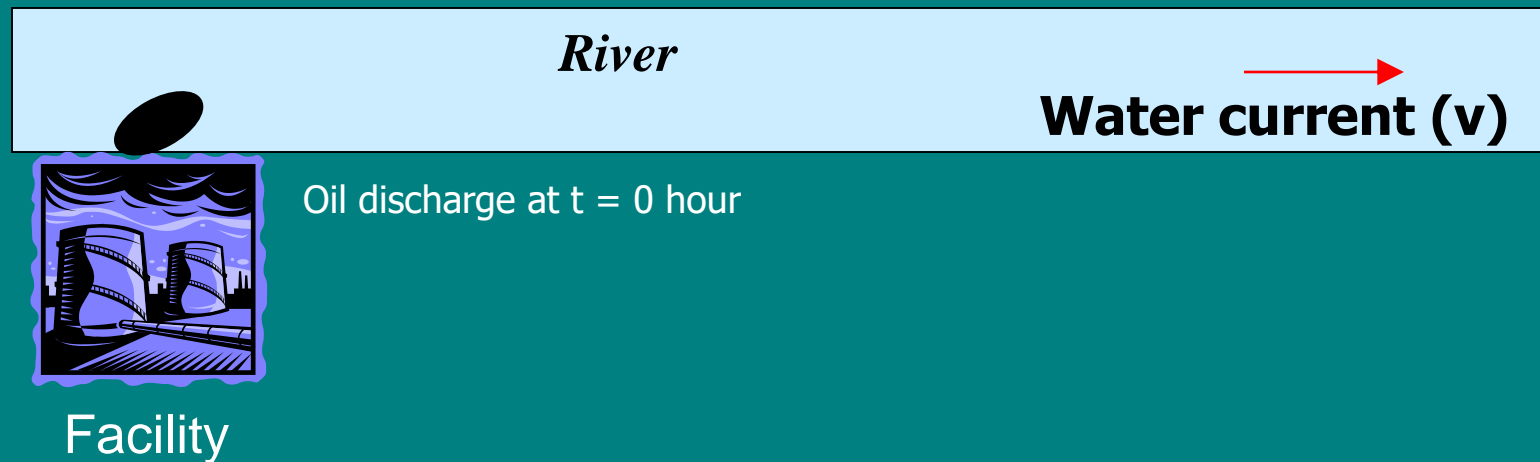 River
Water current (v)
Oil discharge at t = 0 hour
Facility